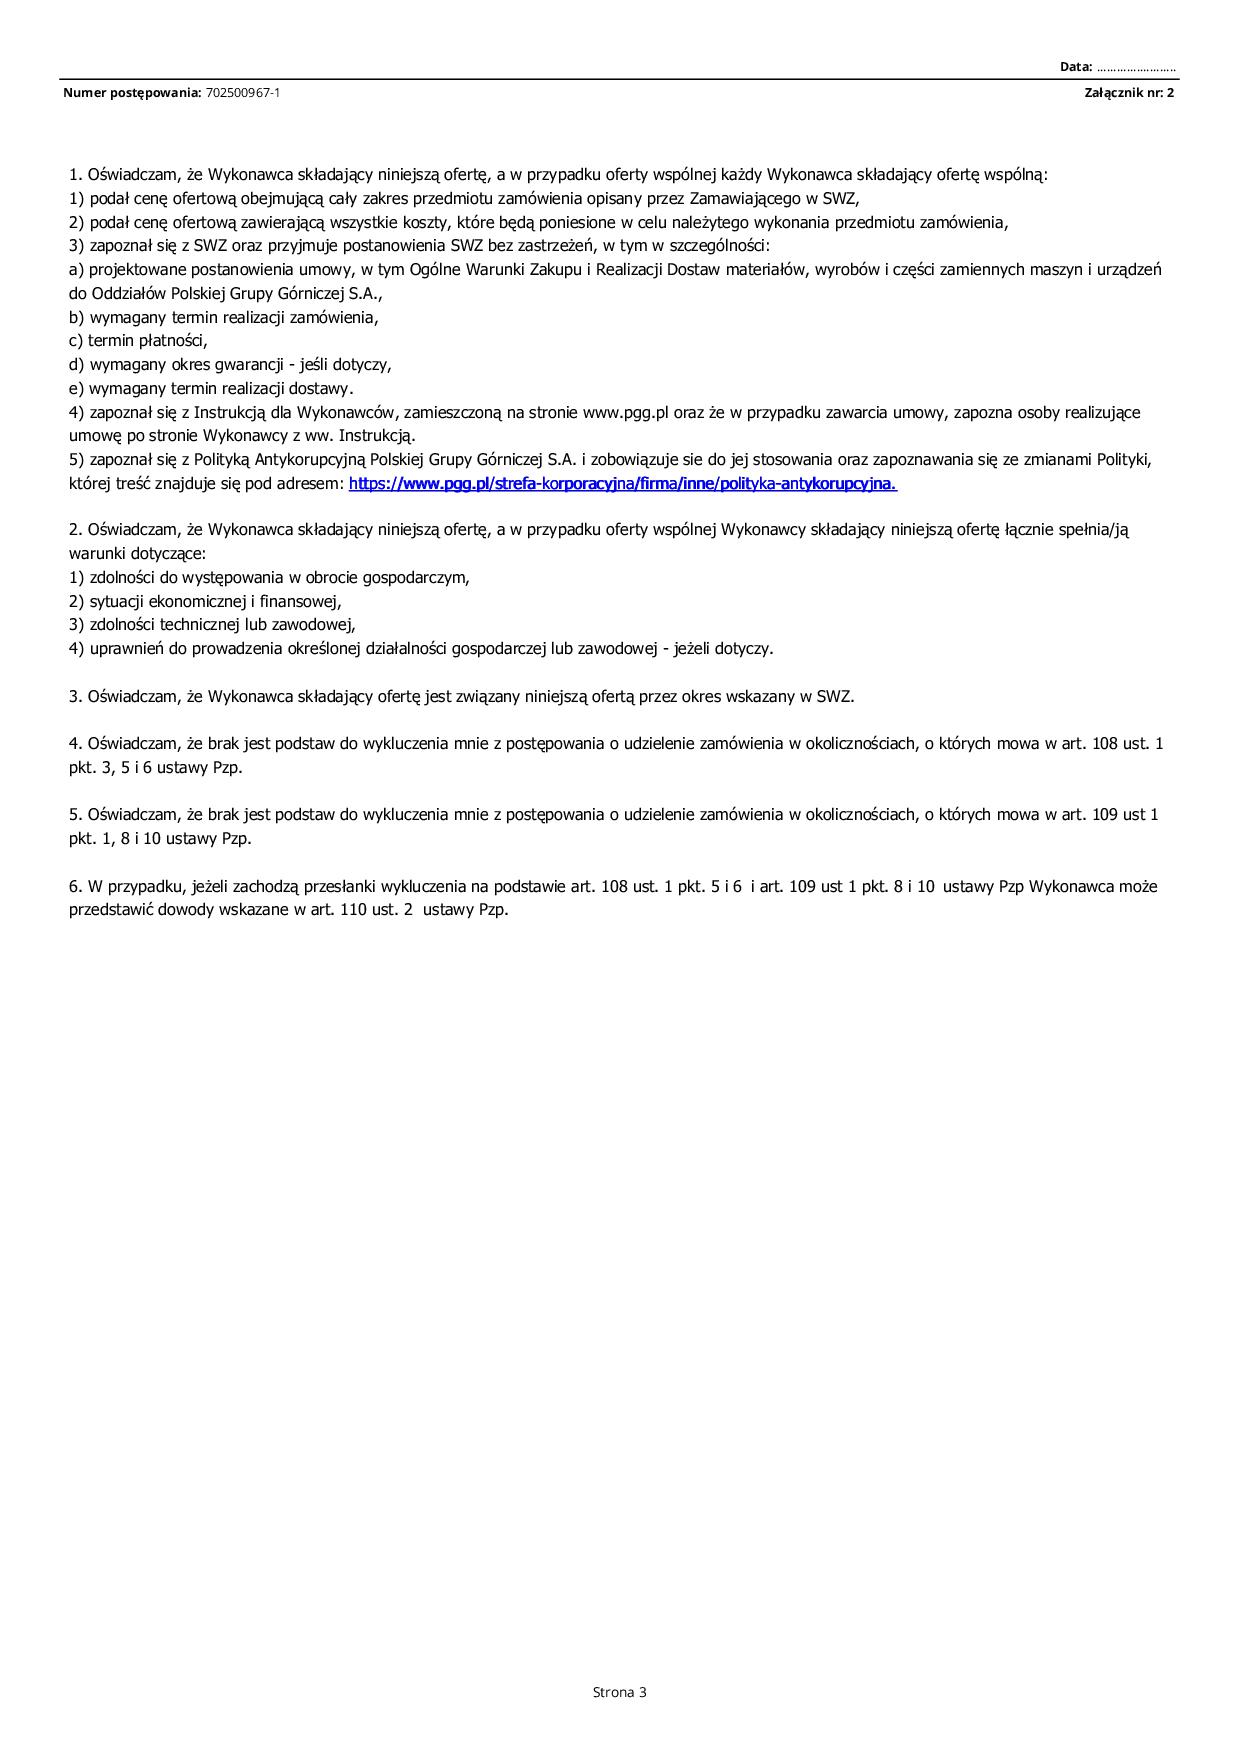 Data: ........................
Numer postępowania: 702500967-1 Załącznik nr: 2
1. Oświadczam, że Wykonawca składający niniejszą ofertę, a w przypadku oferty wspólnej każdy Wykonawca składający ofertę wspólną:
1) podał cenę ofertową obejmującą cały zakres przedmiotu zamówienia opisany przez Zamawiającego w SWZ,
2) podał cenę ofertową zawierającą wszystkie koszty, które będą poniesione w celu należytego wykonania przedmiotu zamówienia,
3) zapoznał się z SWZ oraz przyjmuje postanowienia SWZ bez zastrzeżeń, w tym w szczególności:
a) projektowane postanowienia umowy, w tym Ogólne Warunki Zakupu i Realizacji Dostaw materiałów, wyrobów i części zamiennych maszyn i urządzeń
do Oddziałów Polskiej Grupy Górniczej S.A.,
b) wymagany termin realizacji zamówienia,
c) termin płatności,
d) wymagany okres gwarancji - jeśli dotyczy,
e) wymagany termin realizacji dostawy.
4) zapoznał się z Instrukcją dla Wykonawców, zamieszczoną na stronie www.pgg.pl oraz że w przypadku zawarcia umowy, zapozna osoby realizujące
umowę po stronie Wykonawcy z ww. Instrukcją.
5) zapoznał się z Polityką Antykorupcyjną Polskiej Grupy Górniczej S.A. i zobowiązuje sie do jej stosowania oraz zapoznawania się ze zmianami Polityki,
której treść znajduje się pod adresem: https://www.pgg.pl/strefa-korporacyjna/firma/inne/polityka-antykorupcyjna.
2. Oświadczam, że Wykonawca składający niniejszą ofertę, a w przypadku oferty wspólnej Wykonawcy składający niniejszą ofertę łącznie spełnia/ją
warunki dotyczące:
1) zdolności do występowania w obrocie gospodarczym,
2) sytuacji ekonomicznej i finansowej,
3) zdolności technicznej lub zawodowej,
4) uprawnień do prowadzenia określonej działalności gospodarczej lub zawodowej - jeżeli dotyczy.
3. Oświadczam, że Wykonawca składający ofertę jest związany niniejszą ofertą przez okres wskazany w SWZ.
4. Oświadczam, że brak jest podstaw do wykluczenia mnie z postępowania o udzielenie zamówienia w okolicznościach, o których mowa w art. 108 ust. 1
pkt. 3, 5 i 6 ustawy Pzp.
5. Oświadczam, że brak jest podstaw do wykluczenia mnie z postępowania o udzielenie zamówienia w okolicznościach, o których mowa w art. 109 ust 1
pkt. 1, 8 i 10 ustawy Pzp.
6. W przypadku, jeżeli zachodzą przesłanki wykluczenia na podstawie art. 108 ust. 1 pkt. 5 i 6 i art. 109 ust 1 pkt. 8 i 10 ustawy Pzp Wykonawca może
przedstawić dowody wskazane w art. 110 ust. 2 ustawy Pzp.
Strona 3